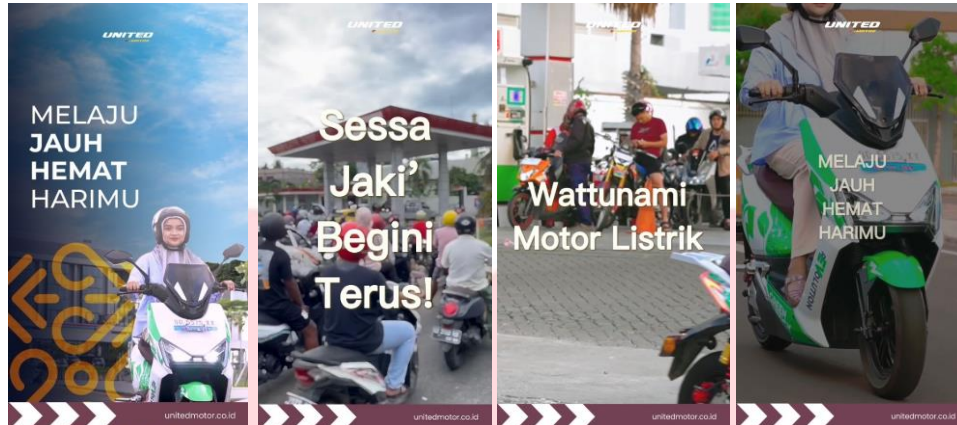 UNITED
MOTOR
MELAJU
JAUH
HEMAT
HARIMU
unitedmotor.co.id
UNITED
Sessa
Jaki’
Begini
Terus!
unitedmotor.co.id
UNITED
Wattunami
Motor Listrik
unitedmotor.co.id
UNITED
MELAJU
JAUH
HEMAT
HARIMU
unitedmotor.co.id